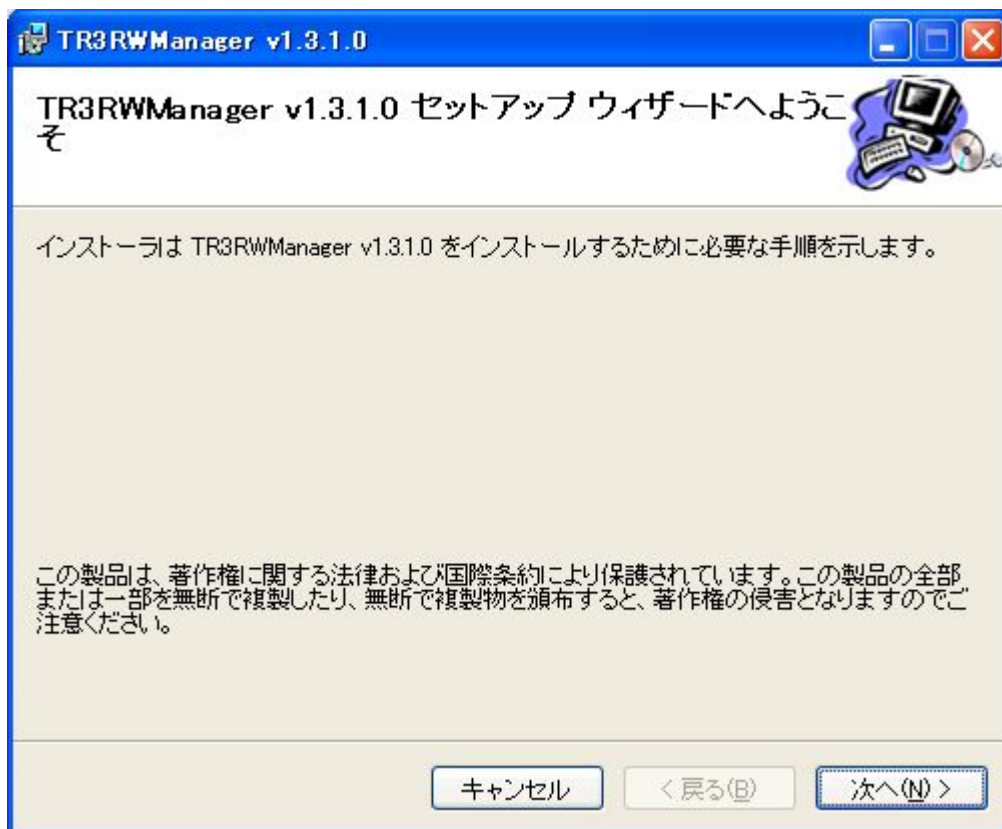 TR3RWManager v1.3.1.0
TR3RWManager v1.3.1.0 セットアップ ウィザードへようこ
そ
インストーラは TR3RWManager v1.3.1.0 をインストールするために必要な手順を示します。
この製品は、著作権に関する法律および国際条約により保護されています。この製品の全部
または一部を無断で複製したり、無断で複製物を頒布すると、著作権の侵害となりますのでご
注意ください。
キャンセル
< 戻る(B)
次へ(N) >